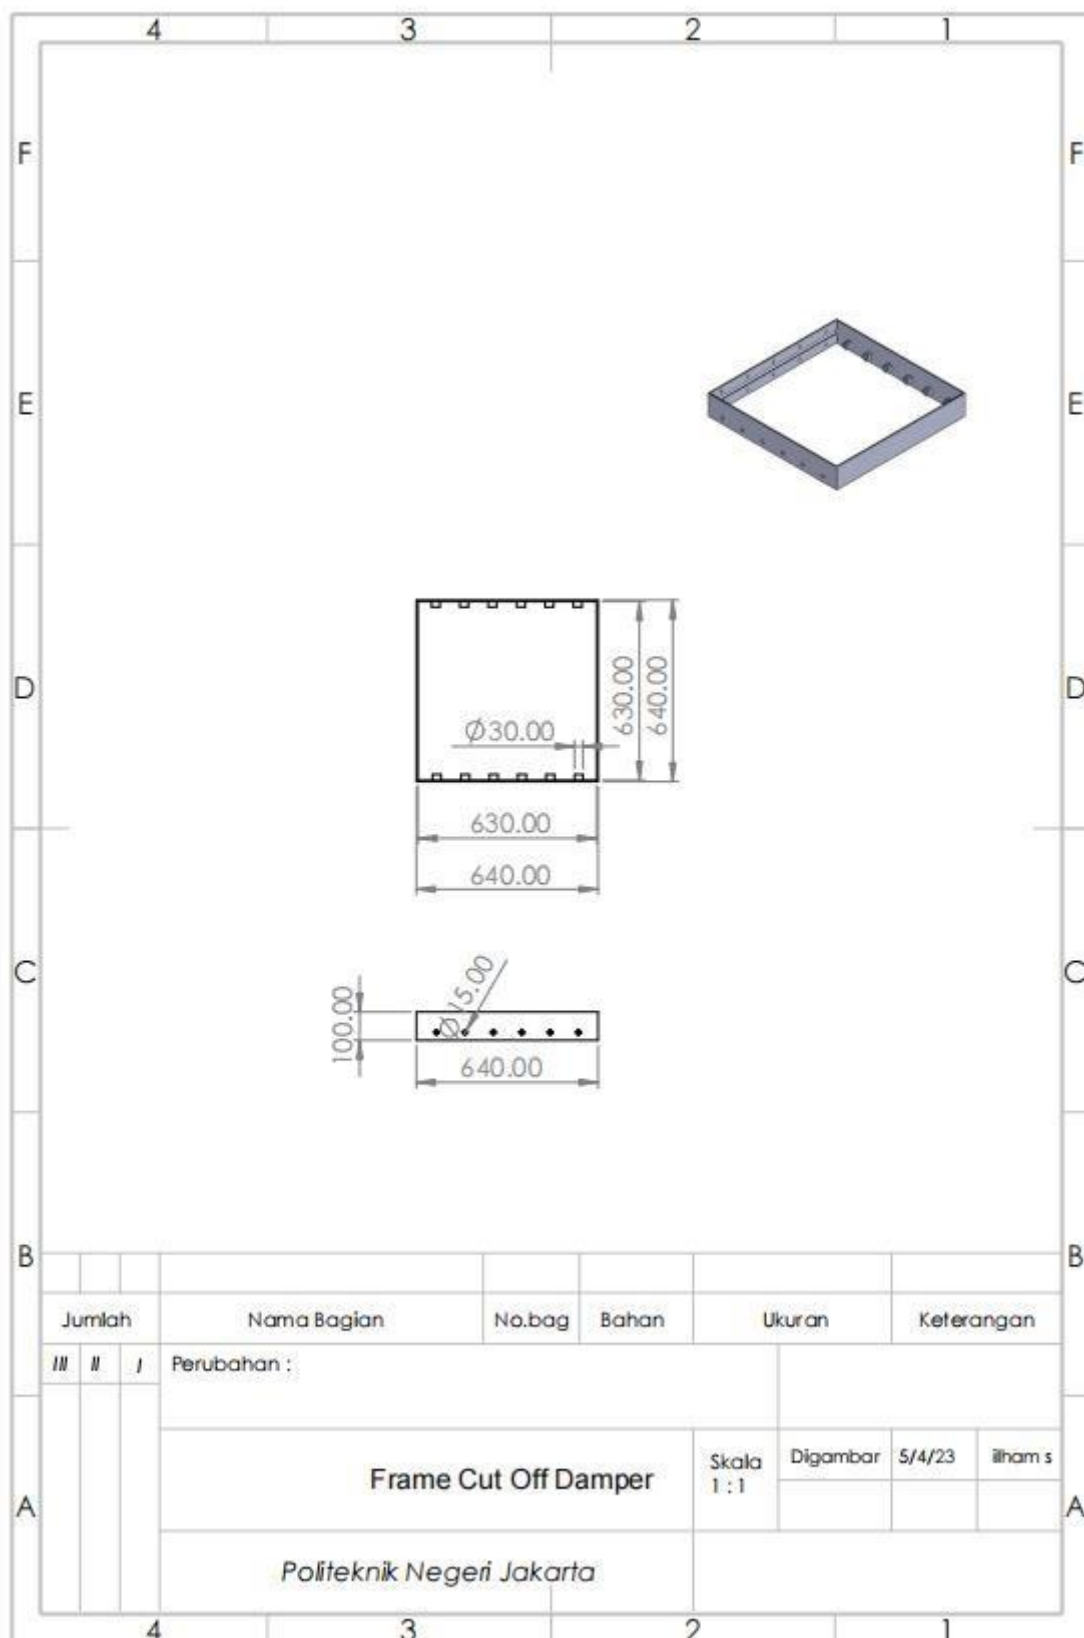 4 3 2 1
F F
E E
D D
630.00
640.00
Ø30.00
630.00
640.00
C C
Ø15.00
100.00
640.00
B B
Jumlah Nama Bagian No.bag Bahan Ukuran Keterangan
III II I Perubahan :
Frame Cut Off Damper
Skala
1 : 1
Digambar 5/4/23 ilham s
A A
Politeknik Negeri Jakarta
4 3 2 1